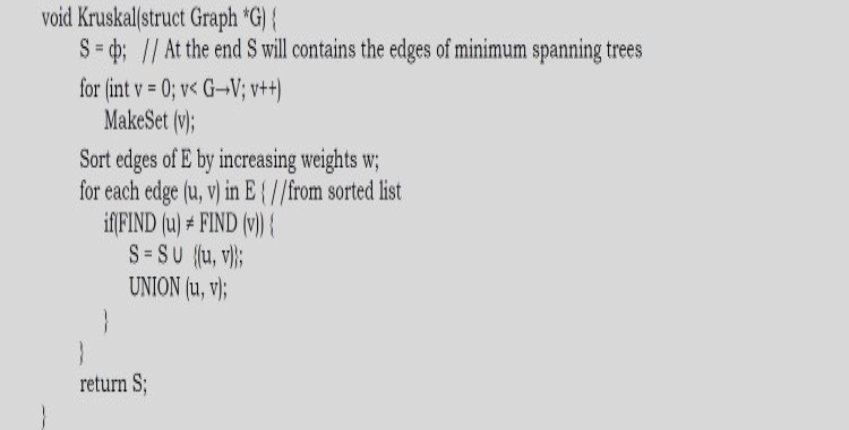 void Kruskal(struct Graph *G) {
S = ф; // At the end S will contains the edges of minimum spanning trees
for (int v = 0; v< G→V; v++)
MakeSet (v);
Sort edges of E by increasing weights w;
for each edge (u, v) in E { //from sorted list
if(FIND (u) ≠ FIND (v)) {
S = S ∪ {(u, v)};
UNION (u, v);
}
}
return S;
}